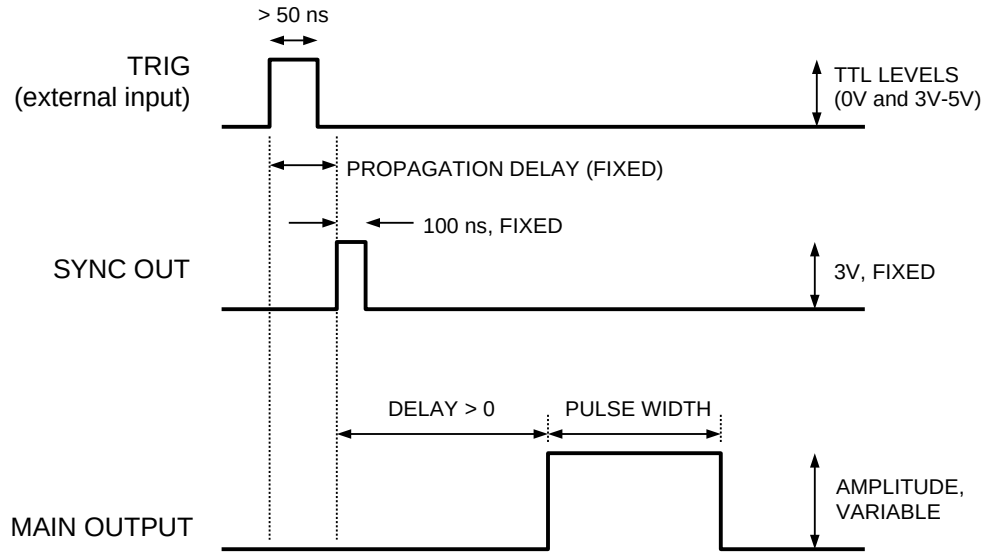 > 50 ns
TRIG
(external input)
TTL LEVELS
(0V and 3V-5V)
PROPAGATION DELAY (FIXED)
100 ns, FIXED
SYNC OUT
3V, FIXED
DELAY > 0
PULSE WIDTH
AMPLITUDE,
VARIABLE
MAIN OUTPUT